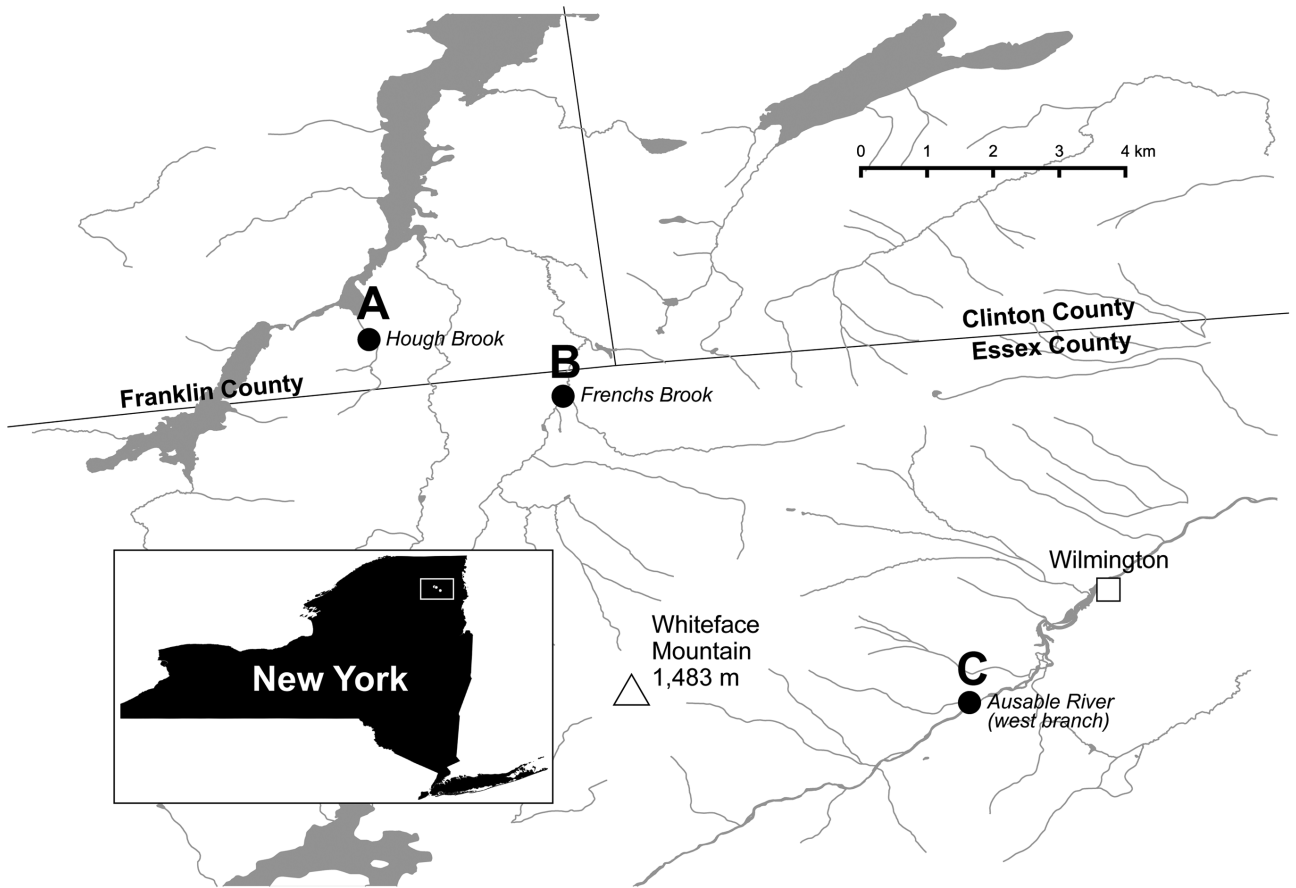 0 1 2 3 4 km
A
Hough Brook
Clinton County
Essex County
B
Franklin County
Frenchs Brook
Wilmington
Whiteface
Mountain
1,483 m
New York
C
Ausable River
(west branch)